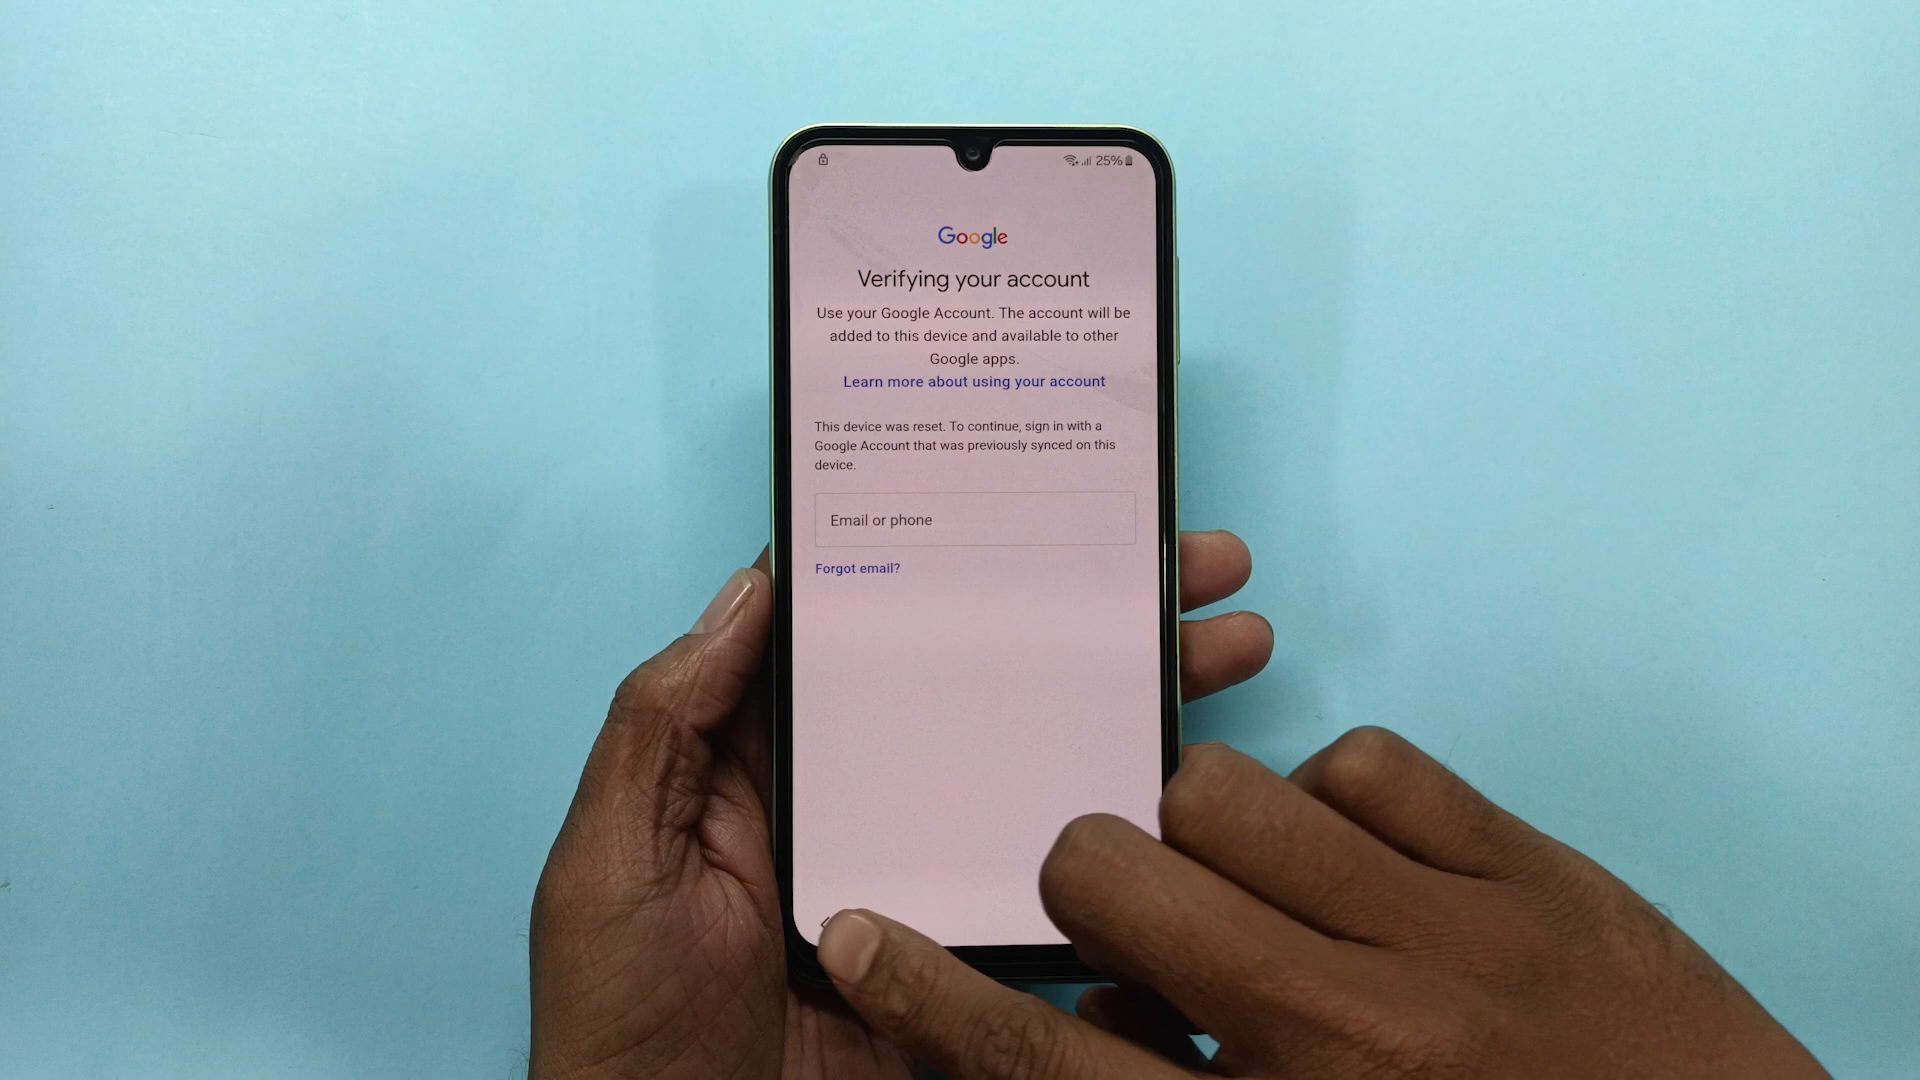 25%
Google
Verifying your account
Use your Google Account. The account will be
added to this device and available to other
Google apps.
Learn more about using your account
This device was reset. To continue, sign in with a
Google Account that was previously synced on this
device.
Email or phone
Forgot email?